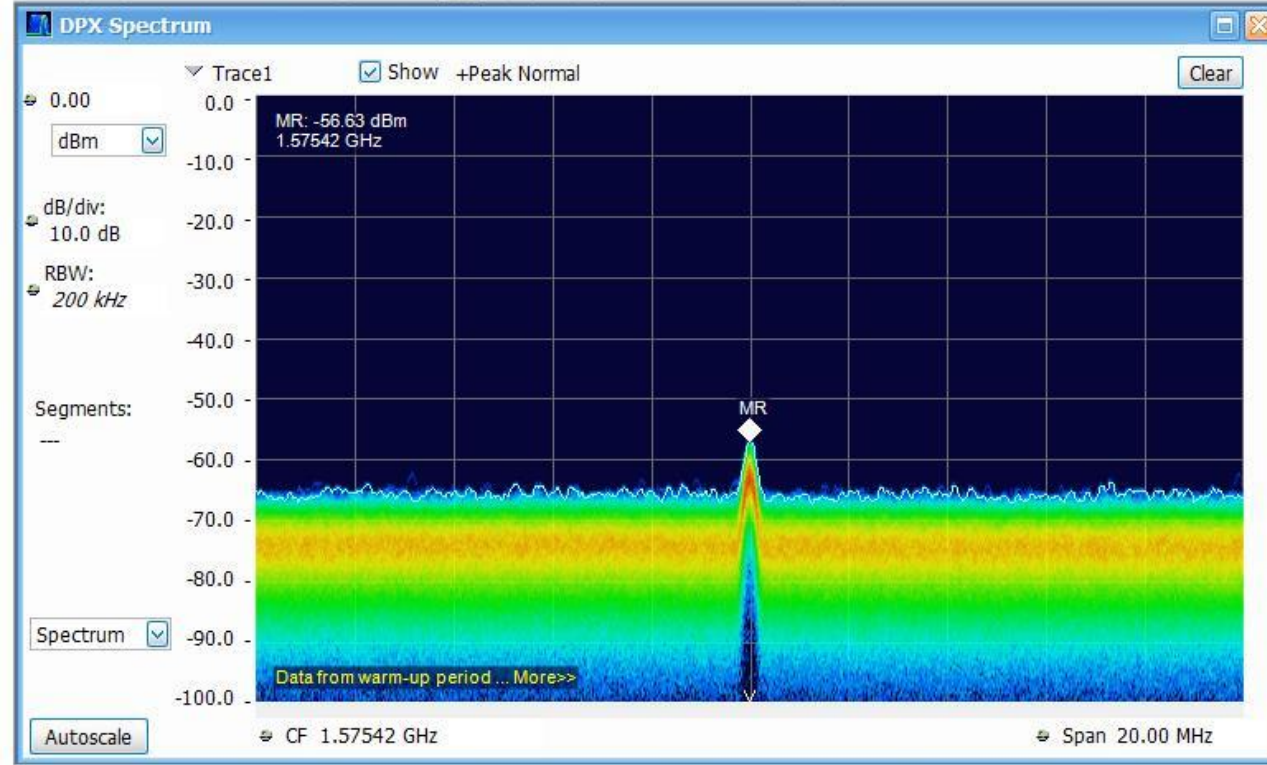 DPX Spectrum
Trace1 Show +Peak Normal Clear
0.00
dBm
dB/div:
10.0 dB
RBW:
200 kHz
Segments:
---
Spectrum
Autoscale
0.0
-10.0
-20.0
-30.0
-40.0
-50.0
-60.0
-70.0
-80.0
-90.0
-100.0
MR: -56.63 dBm
1.57542 GHz
MR
Data from warm-up period ... More>>
CF 1.57542 GHz Span 20.00 MHz